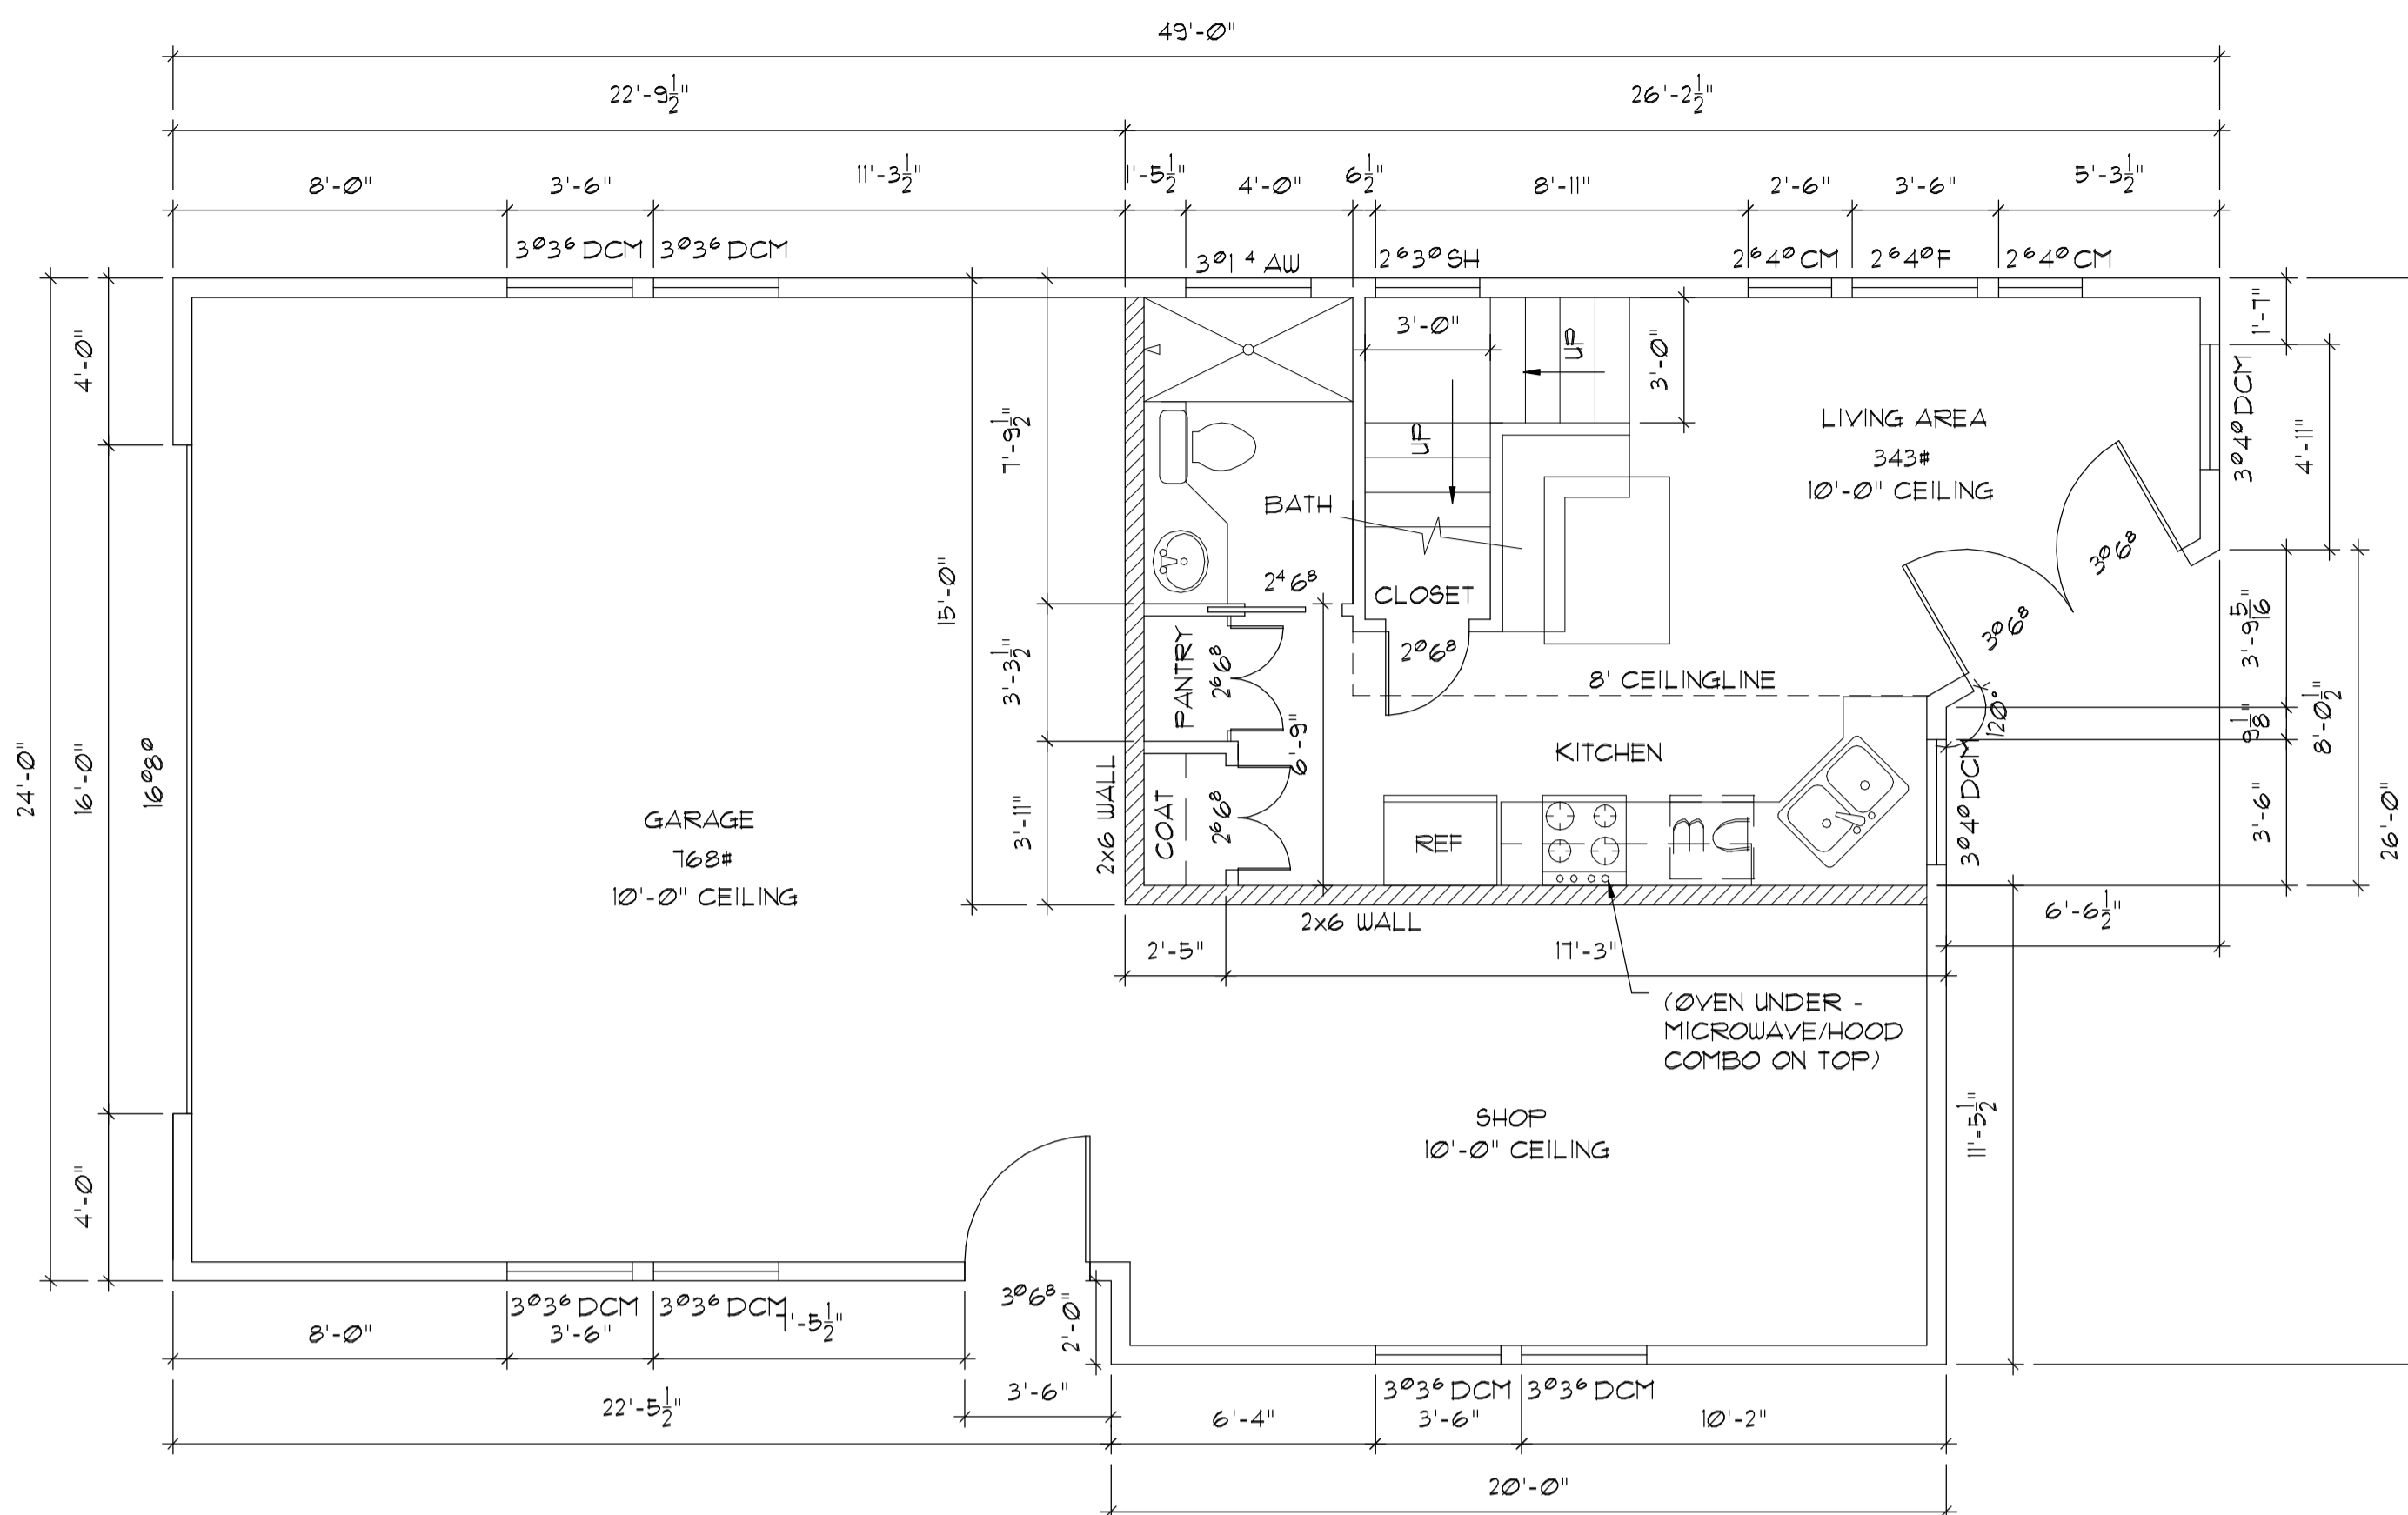 49'-0"
22'-9 1/2" 26'-2 1/2"
8'-0" 3'-6" 11'-3 1/2" 1'-5 1/2" 4'-0" 6 1/2" 8'-11" 2'-6" 3'-6" 5'-3 1/2"
3⁰3⁶ DCM 3⁰3⁶ DCM 3⁰1⁴ AW 2⁶3⁰ SH 2⁶4⁰ CM 2⁶4⁰ F 2⁶4⁰ CM
4'-0"
16'-0"
24'-0"
16⁰8⁰
4'-0"
GARAGE
768#
10'-0" CEILING
15'-0"
7'-9 1/2"
3'-3 1/2"
3'-11"
2x6 WALL
3'-0"
UP
UP
3'-0"
BATH
2⁴6⁸
CLOSET
2⁰6⁸
PANTRY
2⁶6⁸
COAT
2⁶6⁸
6'-9"
LIVING AREA
343#
10'-0" CEILING
8' CEILINGLINE
KITCHEN
REF
3⁰6⁸
3⁰6⁸
120°
3⁰4⁰ DCM
3⁰4⁰ DCM
1'-7"
4'-11"
3'-9 5/16"
9 1/8"
8'-0 1/2"
3'-6"
26'-0"
6'-6 1/2"
11'-5 1/2"
2x6 WALL
2'-5" 17'-3"
(OVEN UNDER -
MICROWAVE/HOOD
COMBO ON TOP)
SHOP
10'-0" CEILING
3⁰6⁸
2'-0"
3⁰3⁶ DCM 3⁰3⁶ DCM
8'-0" 3'-6" 7'-5 1/2"
22'-5 1/2" 3'-6"
3⁰3⁶ DCM 3⁰3⁶ DCM
6'-4" 3'-6" 10'-2"
20'-0"